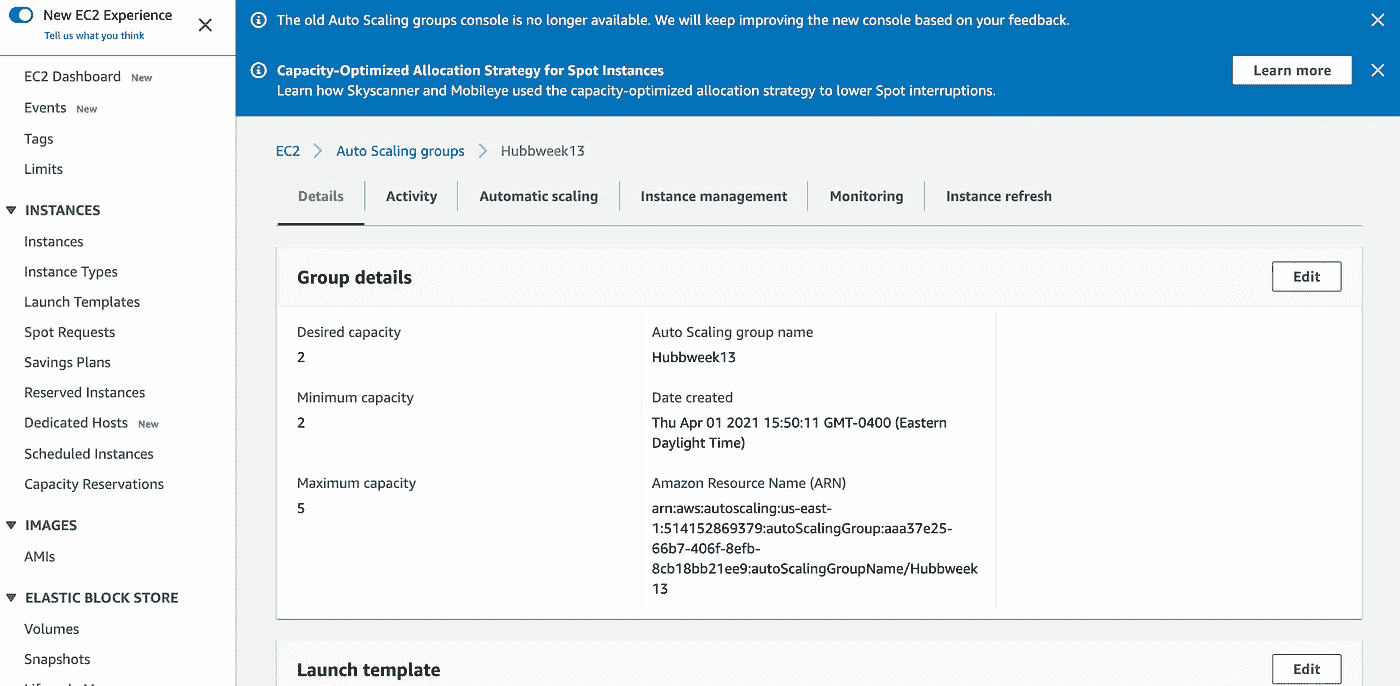 New EC2 Experience
Tell us what you think
EC2 Dashboard New
Events New
Tags
Limits
INSTANCES
Instances
Instance Types
Launch Templates
Spot Requests
Savings Plans
Reserved Instances
Dedicated Hosts New
Scheduled Instances
Capacity Reservations
IMAGES
AMIs
ELASTIC BLOCK STORE
Volumes
Snapshots
The old Auto Scaling groups console is no longer available. We will keep improving the new console based on your feedback.
Capacity-Optimized Allocation Strategy for Spot Instances
Learn how Skyscanner and Mobileye used the capacity-optimized allocation strategy to lower Spot interruptions.
Learn more
EC2 > Auto Scaling groups > Hubbweek13
Details Activity Automatic scaling Instance management Monitoring Instance refresh
Group details
Edit
Desired capacity
2
Minimum capacity
2
Maximum capacity
5
Auto Scaling group name
Hubbweek13
Date created
Thu Apr 01 2021 15:50:11 GMT-0400 (Eastern
Daylight Time)
Amazon Resource Name (ARN)
arn:aws:autoscaling:us-east-
1:514152869379:autoScalingGroup:aaa37e25-
66b7-406f-8efb-
8cb18bb21ee9:autoScalingGroupName/Hubbweek
13
Launch template
Edit